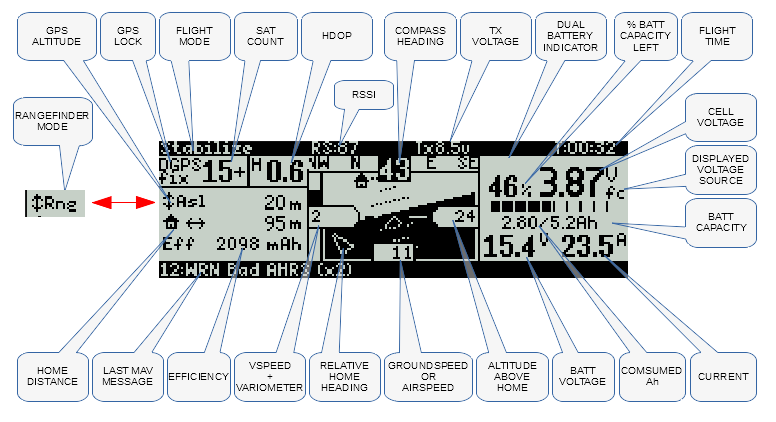 GPS
ALTITUDE
GPS
LOCK
FLIGHT
MODE
SAT
COUNT
HDOP
COMPASS
HEADING
TX
VOLTAGE
DUAL
BATTERY
INDICATOR
% BATT
CAPACITY
LEFT
FLIGHT
TIME
RSSI
RANGEFINDER
MODE
CELL
VOLTAGE
DISPLAYED
VOLTAGE
SOURCE
BATT
CAPACITY
↕Rng
Stabilize RS:87 Tx8.5v T:00:32
DGPS
fix 15+ H 0.6
NW N 43 E SE
46% 3.87 V
fc
↕Asl 20 m
↔ 95 m
Eff 2098 mAh
2 24
11
2.80/5.2Ah
15.4 V 23.5 A
12:WRN Bad AHRS (x2)
HOME
DISTANCE
LAST MAV
MESSAGE
EFFICIENCY
VSPEED
+
VARIOMETER
RELATIVE
HOME
HEADING
GROUNDSPEED
OR
AIRSPEED
ALTITUDE
ABOVE
HOME
BATT
VOLTAGE
COMSUMED
Ah
CURRENT